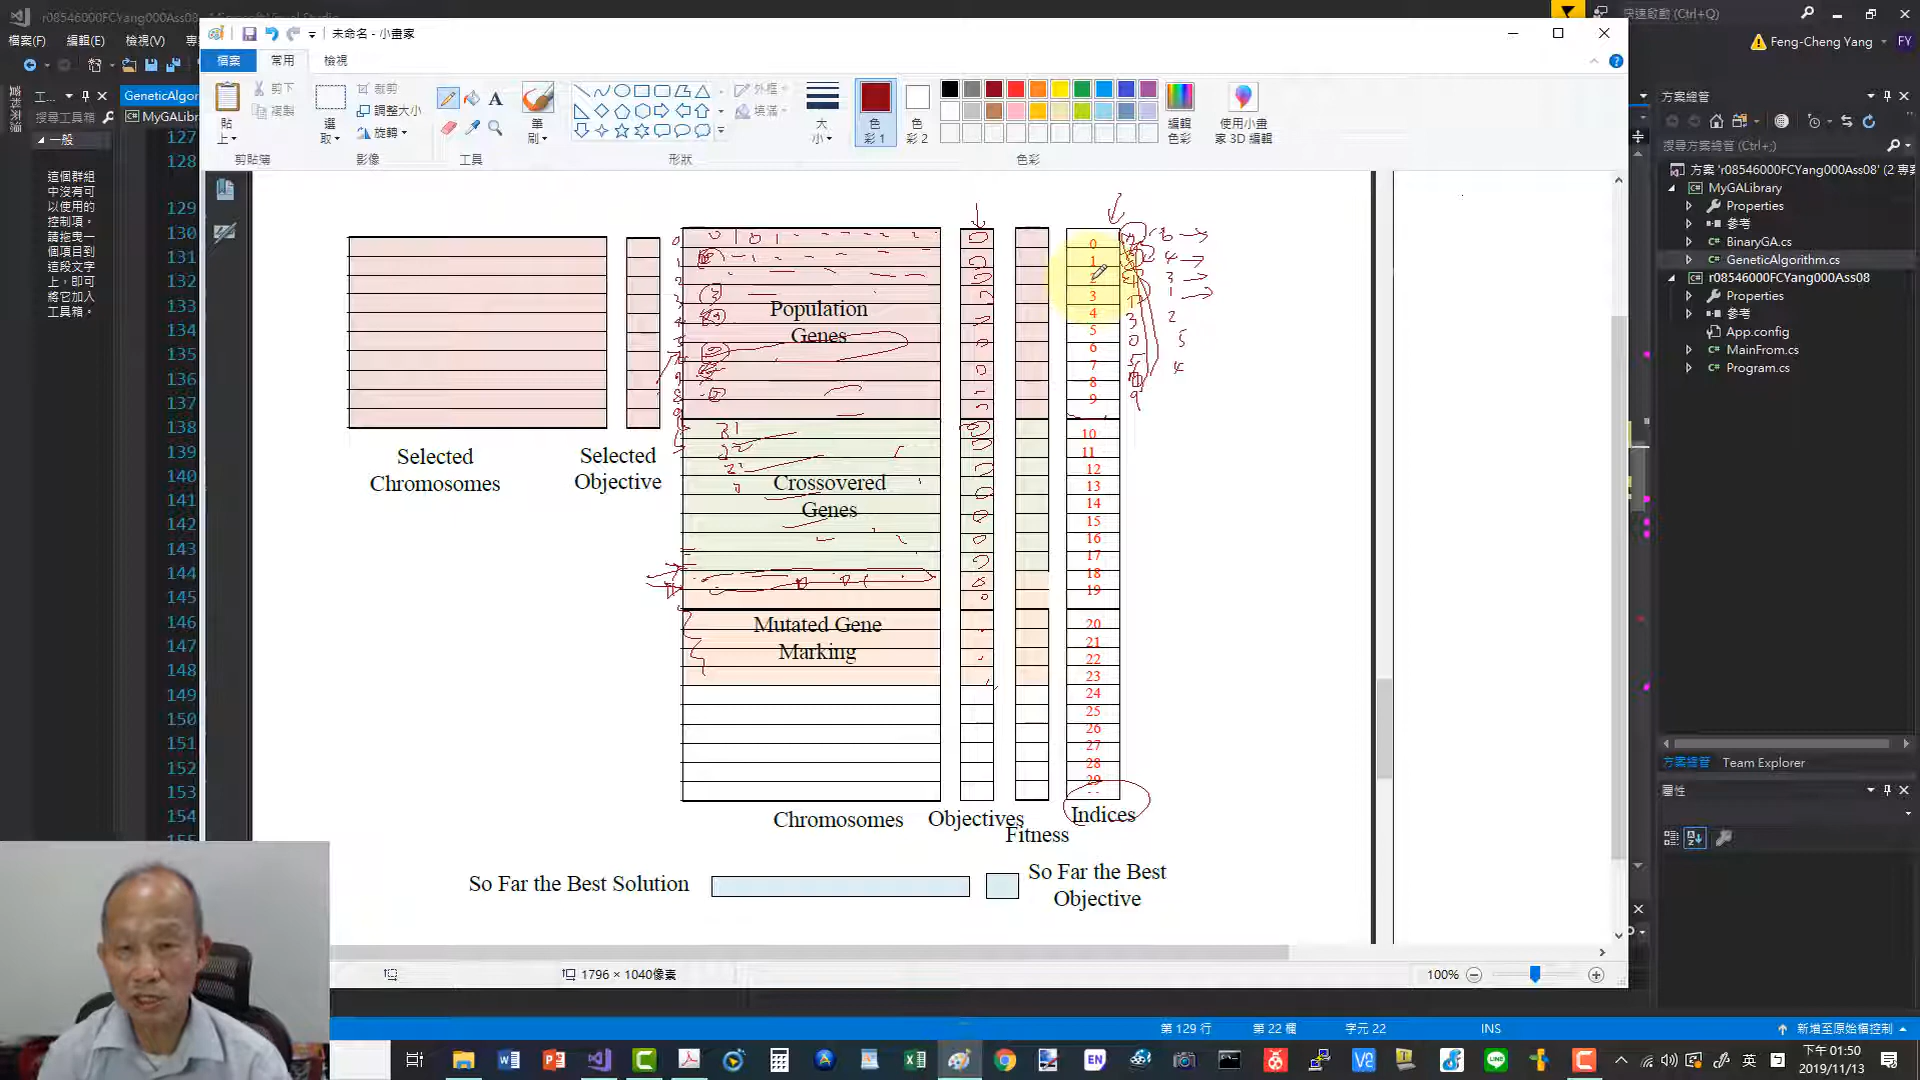 r08546000FCYang000Ass08
快速啟動 (Ctrl+Q)
檔案(F) 編輯(E) 檢視(V)
未命名 - 小畫家
Feng-Cheng Yang FY
檔案 常用 檢視
貼上
剪下
複製
剪貼簿
選取
裁剪
調整大小
旋轉
影像
工具
筆刷
形狀
外框
填滿
大小
色彩 1
色彩 2
色彩
編輯色彩
使用小畫家 3D 編輯
搜尋工具箱
一般
這個群組
中沒有可
以使用的
控制項。
請拖曳一
個項目到
這段文字
上，即可
將它加入
工具箱。
GeneticAlgor
MyGALibr
127
128
129
130
131
132
133
134
135
136
137
138
139
140
141
142
143
144
145
146
147
148
149
150
151
152
153
154
Population
Genes
Crossovered
Genes
Mutated Gene
Marking
Selected
Chromosomes
Selected
Objective
0
1
2
3
4
5
6
7
8
9
10
11
12
13
14
15
16
17
18
19
20
21
22
23
24
25
26
27
28
29
Chromosomes Objectives Fitness Indices
So Far the Best Solution
So Far the Best
Objective
1796 × 1040像素
100%
方案總管
搜尋方案總管 (Ctrl+;)
方案 'r08546000FCYang000Ass08' (2 專
MyGALibrary
Properties
參考
BinaryGA.cs
GeneticAlgorithm.cs
r08546000FCYang000Ass08
Properties
參考
App.config
MainFrom.cs
Program.cs
方案總管 Team Explorer
屬性
第 129 行 第 22 欄 字元 22 INS 新增至原始檔控制
英
下午 01:50
2019/11/13